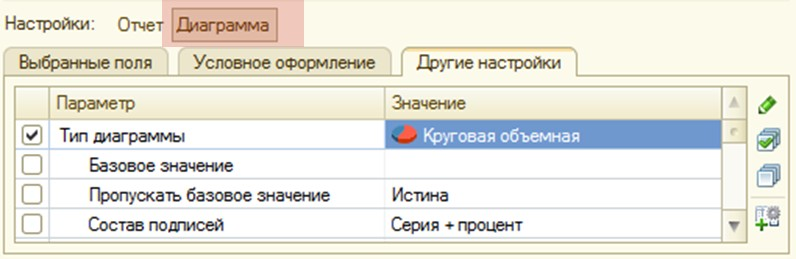 Настройки: Отчет Диаграмма
Выбранные поля Условное оформление Другие настройки
Параметр Значение
Тип диаграммы Круговая объемная
Базовое значение
Пропускать базовое значение Истина
Состав подписей Серия + процент